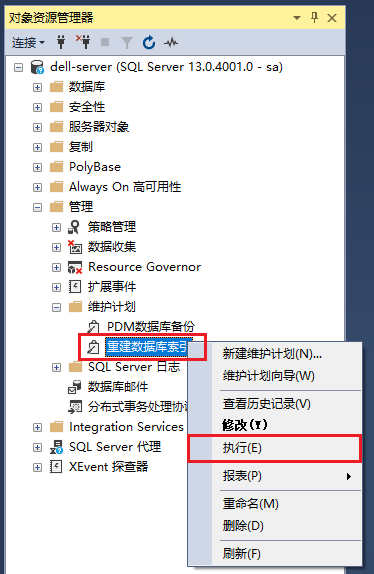 对象资源管理器
连接
dell-server (SQL Server 13.0.4001.0 - sa)
数据库
安全性
服务器对象
复制
PolyBase
Always On 高可用性
管理
策略管理
数据收集
Resource Governor
扩展事件
维护计划
PDM数据库备份
重建数据库索引
SQL Server 日志
数据库邮件
分布式事务处理协
Integration Services
SQL Server 代理
XEvent 探查器
新建维护计划(N)...
维护计划向导(W)
查看历史记录(V)
修改(Y)
执行(E)
报表(P)
重命名(M)
删除(D)
刷新(F)